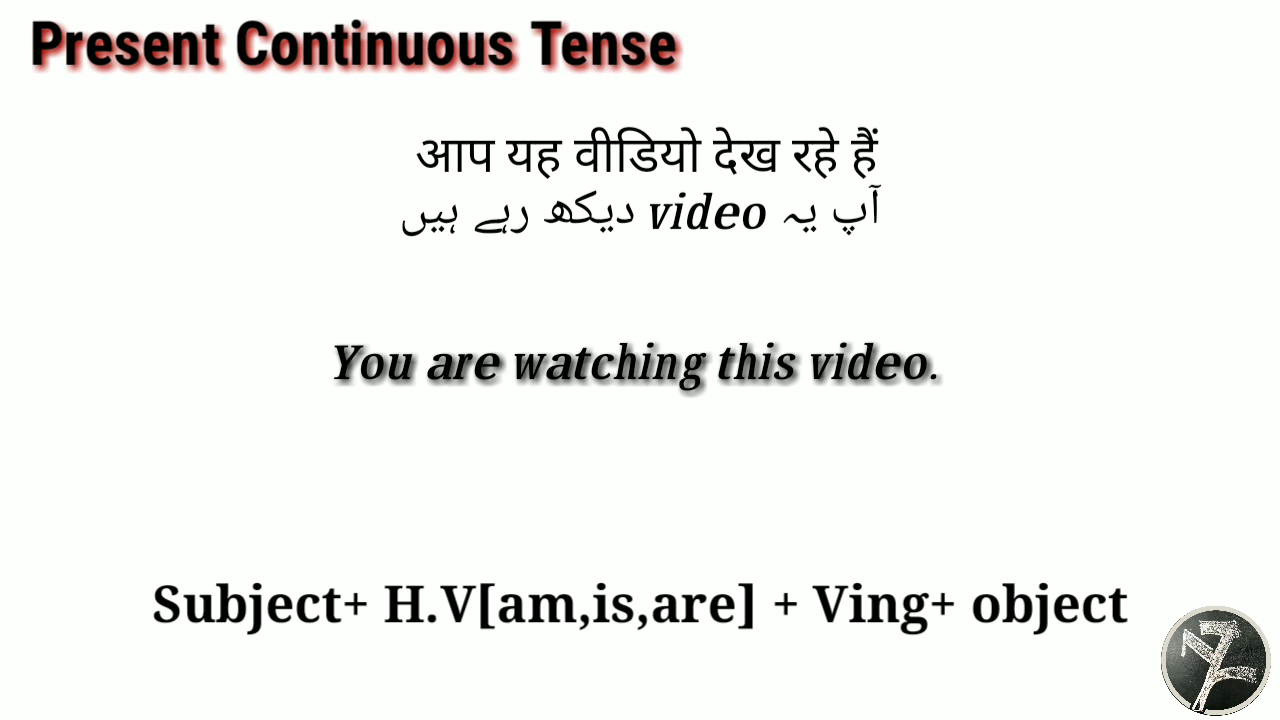 Present Continuous Tense
आप यह वीडियो देख रहे हैं
آپ یہ video دیکھ رہے ہیں
You are watching this video.
Subject+ H.V[am,is,are] + Ving+ object